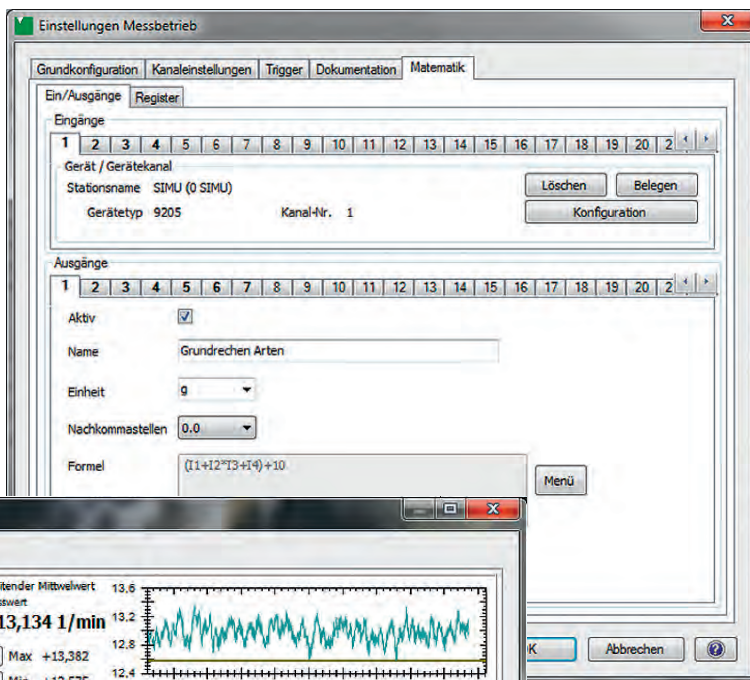 Einstellungen Messbetrieb
Grundkonfiguration Kanaleinstellungen Trigger Dokumentation Matematik
Ein/Ausgänge Register
Eingänge
1 2 3 4 5 6 7 8 9 10 11 12 13 14 15 16 17 18 19 20 2
Gerät / Gerätekanal
Stationsname SIMU (0 SIMU) Löschen Belegen
Gerätetyp 9205 Kanal-Nr. 1 Konfiguration
Ausgänge
1 2 3 4 5 6 7 8 9 10 11 12 13 14 15 16 17 18 19 20 2
Aktiv
Name Grundrechen Arten
Einheit g
Nachkommastellen 0.0
Formel (I1+I2*I3+I4)+10 Menü
itender Mittwelwert 13,6
sswert
13,134 1/min 13,2
12,8
Max +13,382
12,4
K Abbrechen